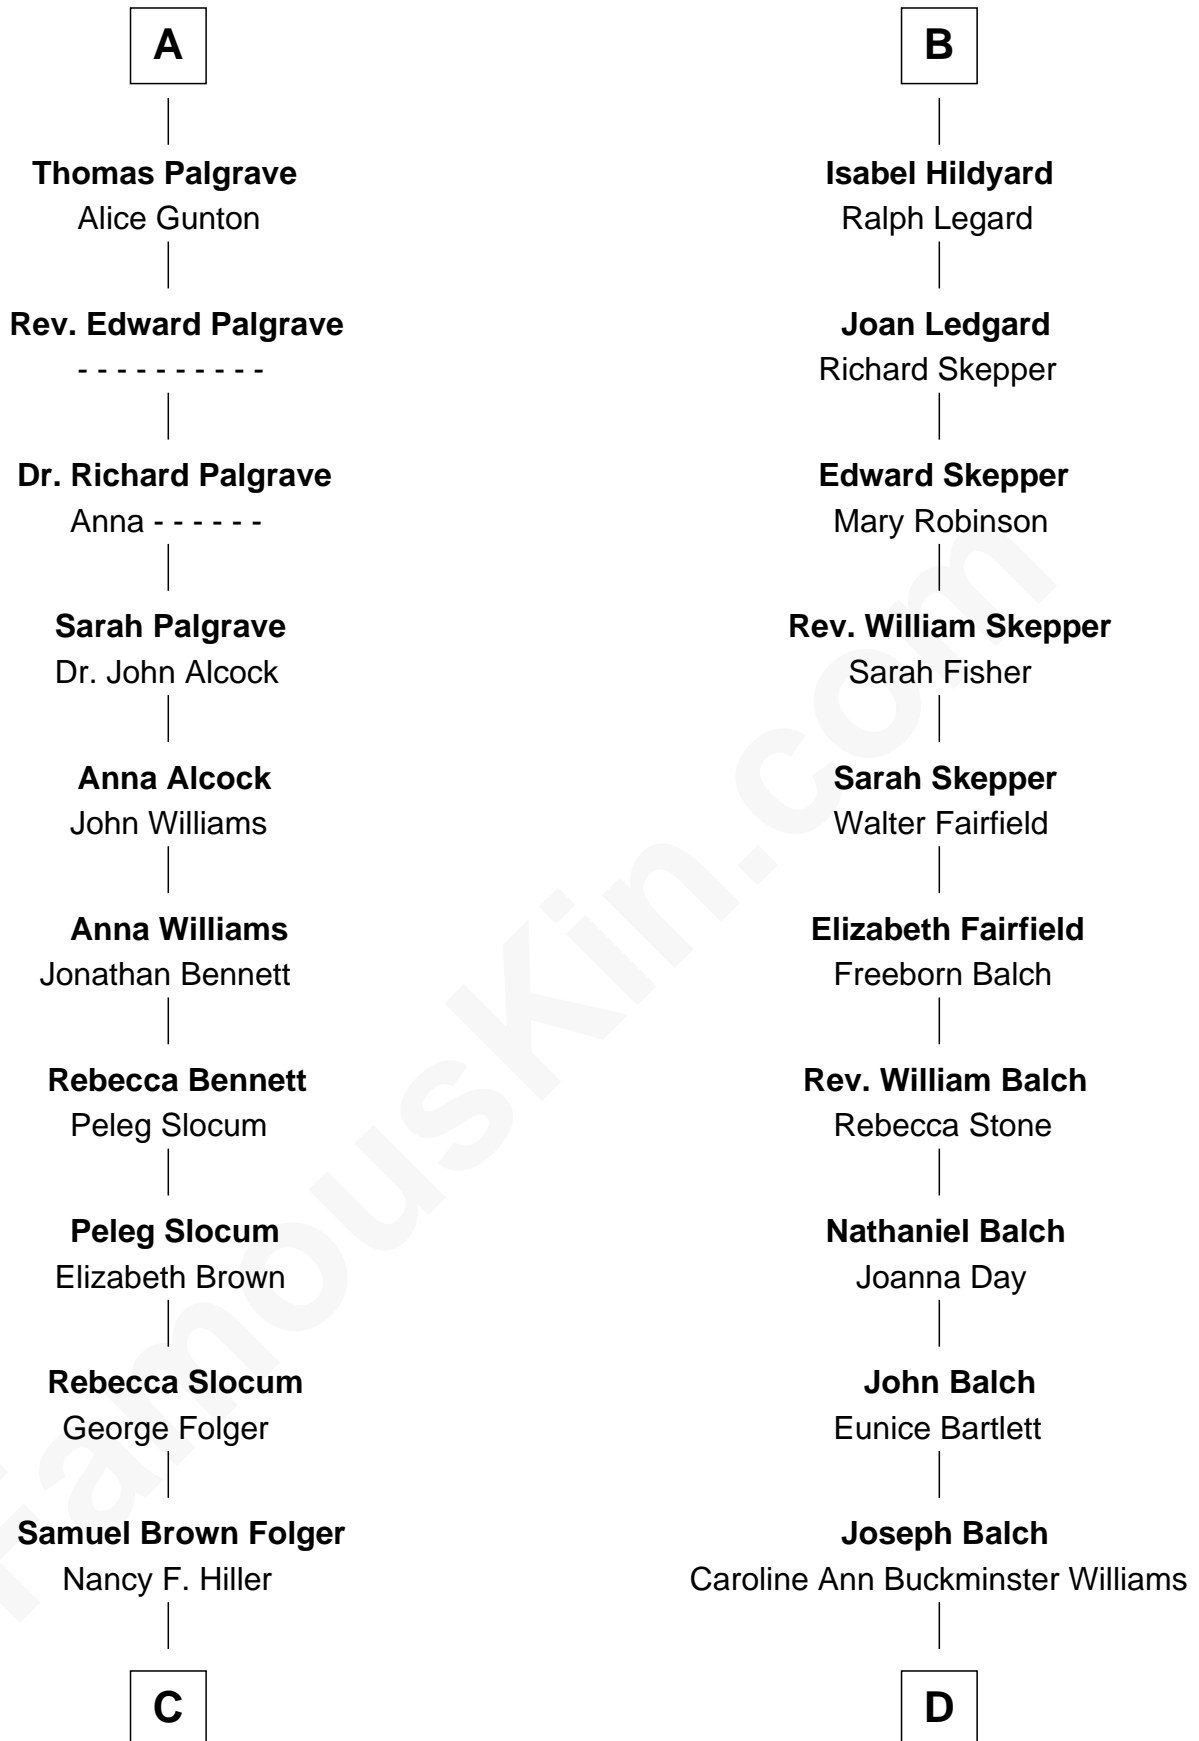 A
Thomas Palgrave
Alice Gunton
Rev. Edward Palgrave
- - - - - - - - - -
Dr. Richard Palgrave
Anna - - - - - -
Sarah Palgrave
Dr. John Alcock
Anna Alcock
John Williams
Anna Williams
Jonathan Bennett
Rebecca Bennett
Peleg Slocum
Peleg Slocum
Elizabeth Brown
Rebecca Slocum
George Folger
Samuel Brown Folger
Nancy F. Hiller
C
B
Isabel Hildyard
Ralph Legard
Joan Ledgard
Richard Skepper
Edward Skepper
Mary Robinson
Rev. William Skepper
Sarah Fisher
Sarah Skepper
Walter Fairfield
Elizabeth Fairfield
Freeborn Balch
Rev. William Balch
Rebecca Stone
Nathaniel Balch
Joanna Day
John Balch
Eunice Bartlett
Joseph Balch
Caroline Ann Buckminster Williams
D
FamousKin.com